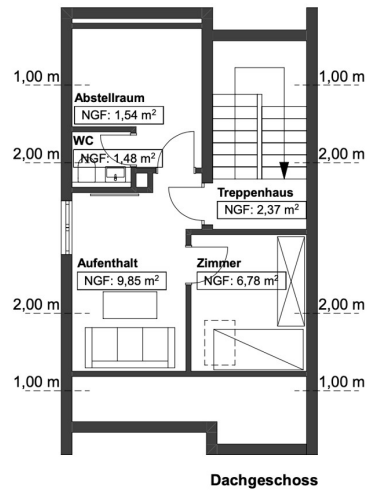 1,00 m
1,00 m
Abstellraum
NGF: 1,54 m²
WC
NGF: 1,48 m²
2,00 m
2,00 m
Treppenhaus
NGF: 2,37 m²
Aufenthalt
NGF: 9,85 m²
Zimmer
NGF: 6,78 m²
2,00 m
2,00 m
1,00 m
1,00 m
Dachgeschoss